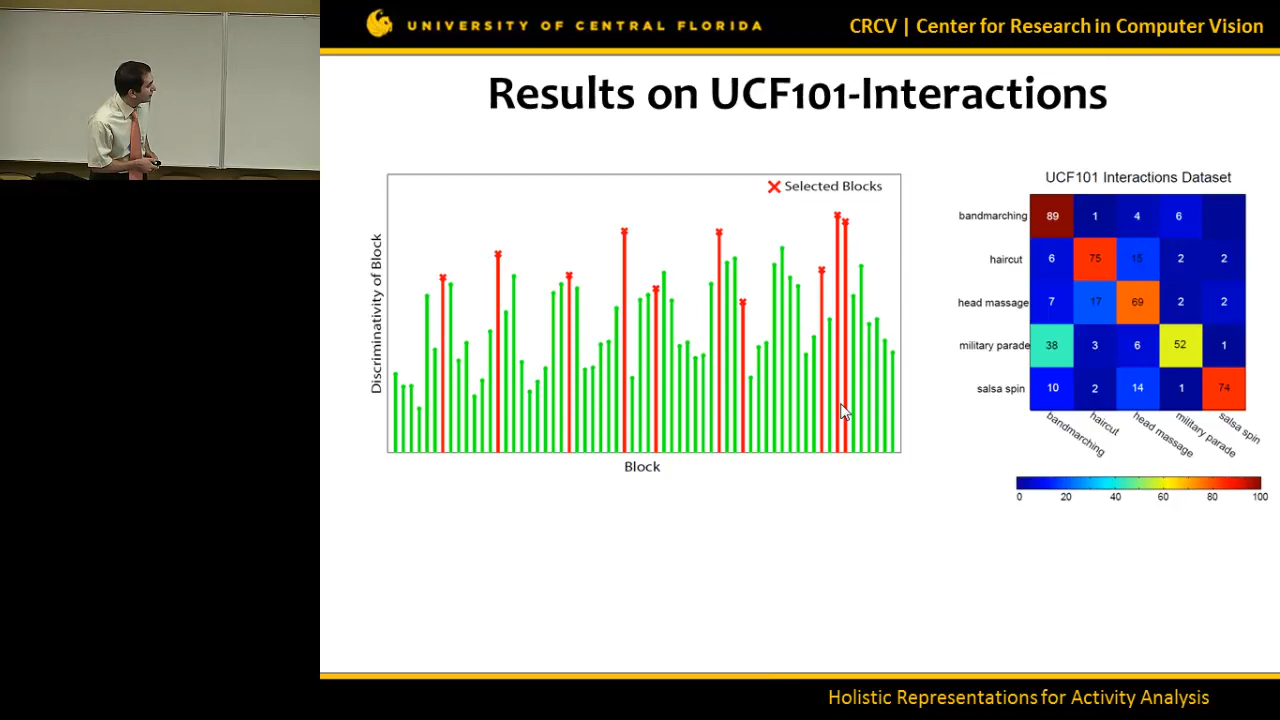 UNIVERSITY OF CENTRAL FLORIDA
CRCV | Center for Research in Computer Vision
Results on UCF101-Interactions
Selected Blocks
Discriminativity of Block
Block
UCF101 Interactions Dataset
bandmarching 89 1 4 6
haircut 6 75 15 2 2
head massage 7 17 69 2 2
military parade 38 3 6 52 1
salsa spin 10 2 14 1 74
bandmarching haircut head massage military parade salsa spin
0 20 40 60 80 100
Holistic Representations for Activity Analysis